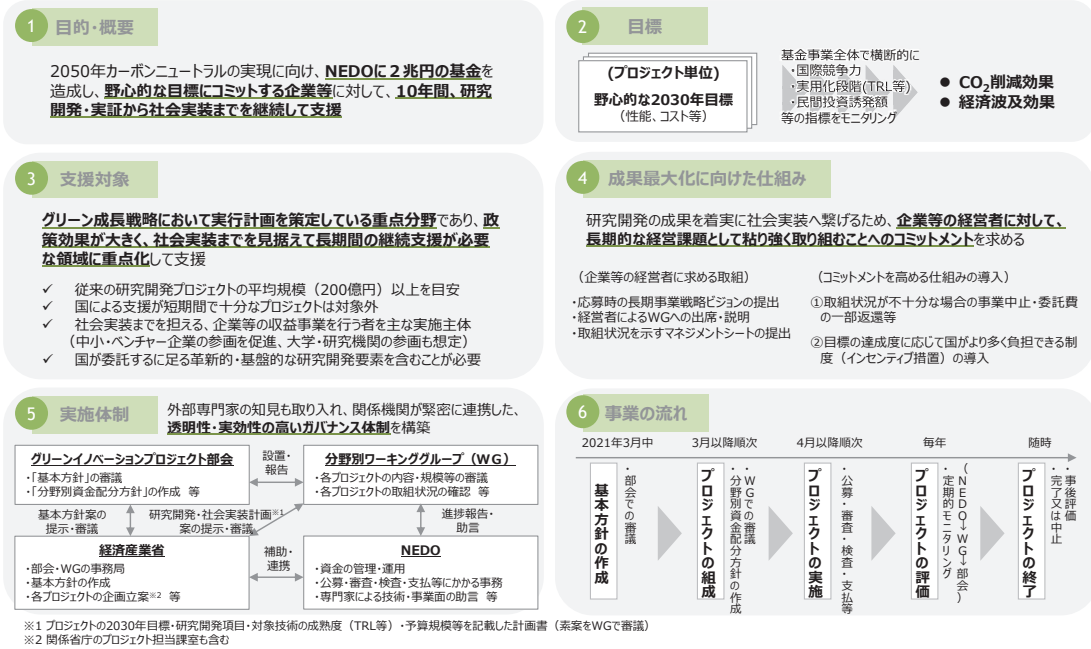 1 目的・概要
2050年カーボンニュートラルの実現に向け、NEDOに２兆円の基金を
造成し、野心的な目標にコミットする企業等に対して、10年間、研究
開発・実証から社会実装までを継続して支援
2 目標
(プロジェクト単位)
野心的な2030年目標
（性能、コスト等）
基金事業全体で横断的に
・国際競争力
・実用化段階(TRL等)
・民間投資誘発額
等の指標をモニタリング
● CO2削減効果
● 経済波及効果
3 支援対象
グリーン成長戦略において実行計画を策定している重点分野であり、政
策効果が大きく、社会実装までを見据えて長期間の継続支援が必要
な領域に重点化して支援
✓ 従来の研究開発プロジェクトの平均規模（200億円）以上を目安
✓ 国による支援が短期間で十分なプロジェクトは対象外
✓ 社会実装までを担える、企業等の収益事業を行う者を主な実施主体
（中小・ベンチャー企業の参画を促進、大学・研究機関の参画も想定）
✓ 国が委託するに足る革新的・基盤的な研究開発要素を含むことが必要
4 成果最大化に向けた仕組み
研究開発の成果を着実に社会実装へ繋げるため、企業等の経営者に対して、
長期的な経営課題として粘り強く取り組むことへのコミットメントを求める
（企業等の経営者に求める取組）
・応募時の長期事業戦略ビジョンの提出
・経営者によるWGへの出席・説明
・取組状況を示すマネジメントシートの提出
（コミットメントを高める仕組みの導入）
①取組状況が不十分な場合の事業中止・委託費
の一部返還等
②目標の達成度に応じて国がより多く負担できる制
度（インセンティブ措置）の導入
5 実施体制
外部専門家の知見も取り入れ、関係機関が緊密に連携した、
透明性・実効性の高いガバナンス体制を構築
グリーンイノベーションプロジェクト部会
・「基本方針」の審議
・「分野別資金配分方針」の作成 等
設置・
報告
分野別ワーキンググループ（ＷＧ）
・各プロジェクトの内容・規模等の審議
・各プロジェクトの取組状況の確認 等
基本方針案の
提示・審議
研究開発・社会実装計画※1
案の提示・審議
進捗報告・
助言
経済産業省
・部会・WGの事務局
・基本方針の作成
・各プロジェクトの企画立案※2 等
補助・
連携
NEDO
・資金の管理・運用
・公募・審査・検査・支払等にかかる事務
・専門家による技術・事業面の助言 等
6 事業の流れ
2021年3月中
3月以降順次
4月以降順次
毎年
随時
基本方針の作成
・部会での審議
プロジェクトの組成
・ＷＧでの審議
・分野別資金配分方針の作成
プロジェクトの実施
・公募・審査・検査・支払等
プロジェクトの評価
（ＮＥＤＯ→ＷＧ→部会）
・定期的モニタリング
プロジェクトの終了
・事後評価
・完了又は中止
※1 プロジェクトの2030年目標・研究開発項目・対象技術の成熟度（TRL等）・予算規模等を記載した計画書（素案をWGで審議）
※2 関係省庁のプロジェクト担当課室も含む